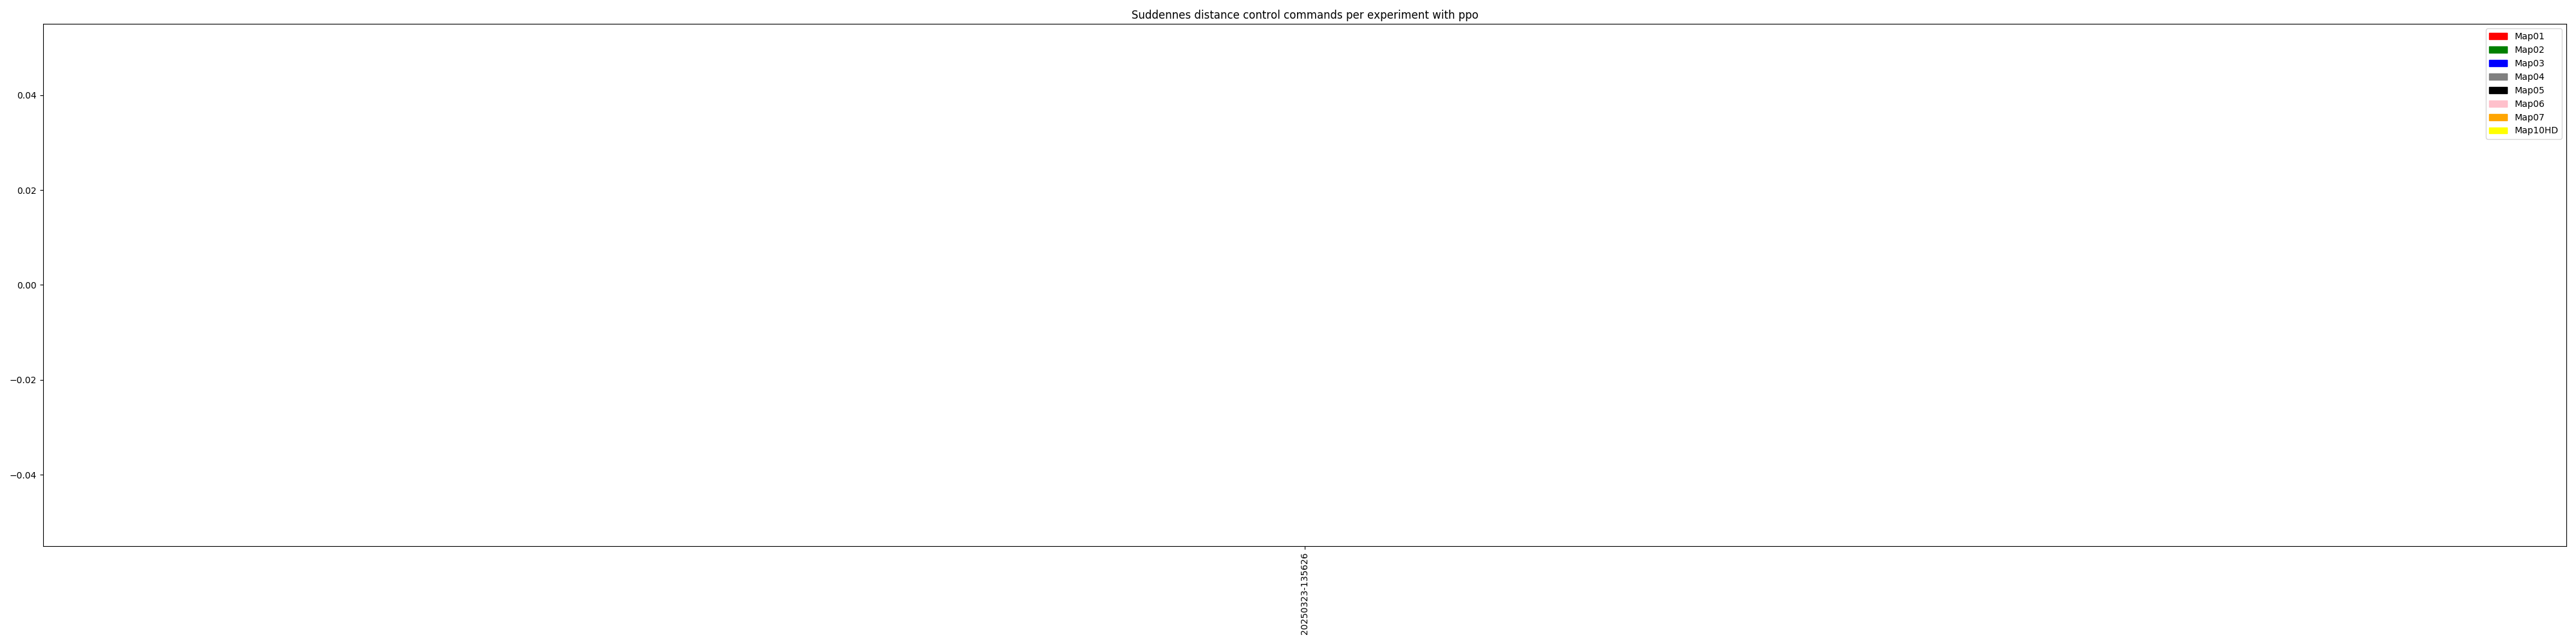 Suddennes distance control commands per experiment with ppo
Map01
Map02
Map03
Map04
Map05
Map06
Map07
Map10HD
0.04
0.02
0.00
−0.02
−0.04
20250323-135626